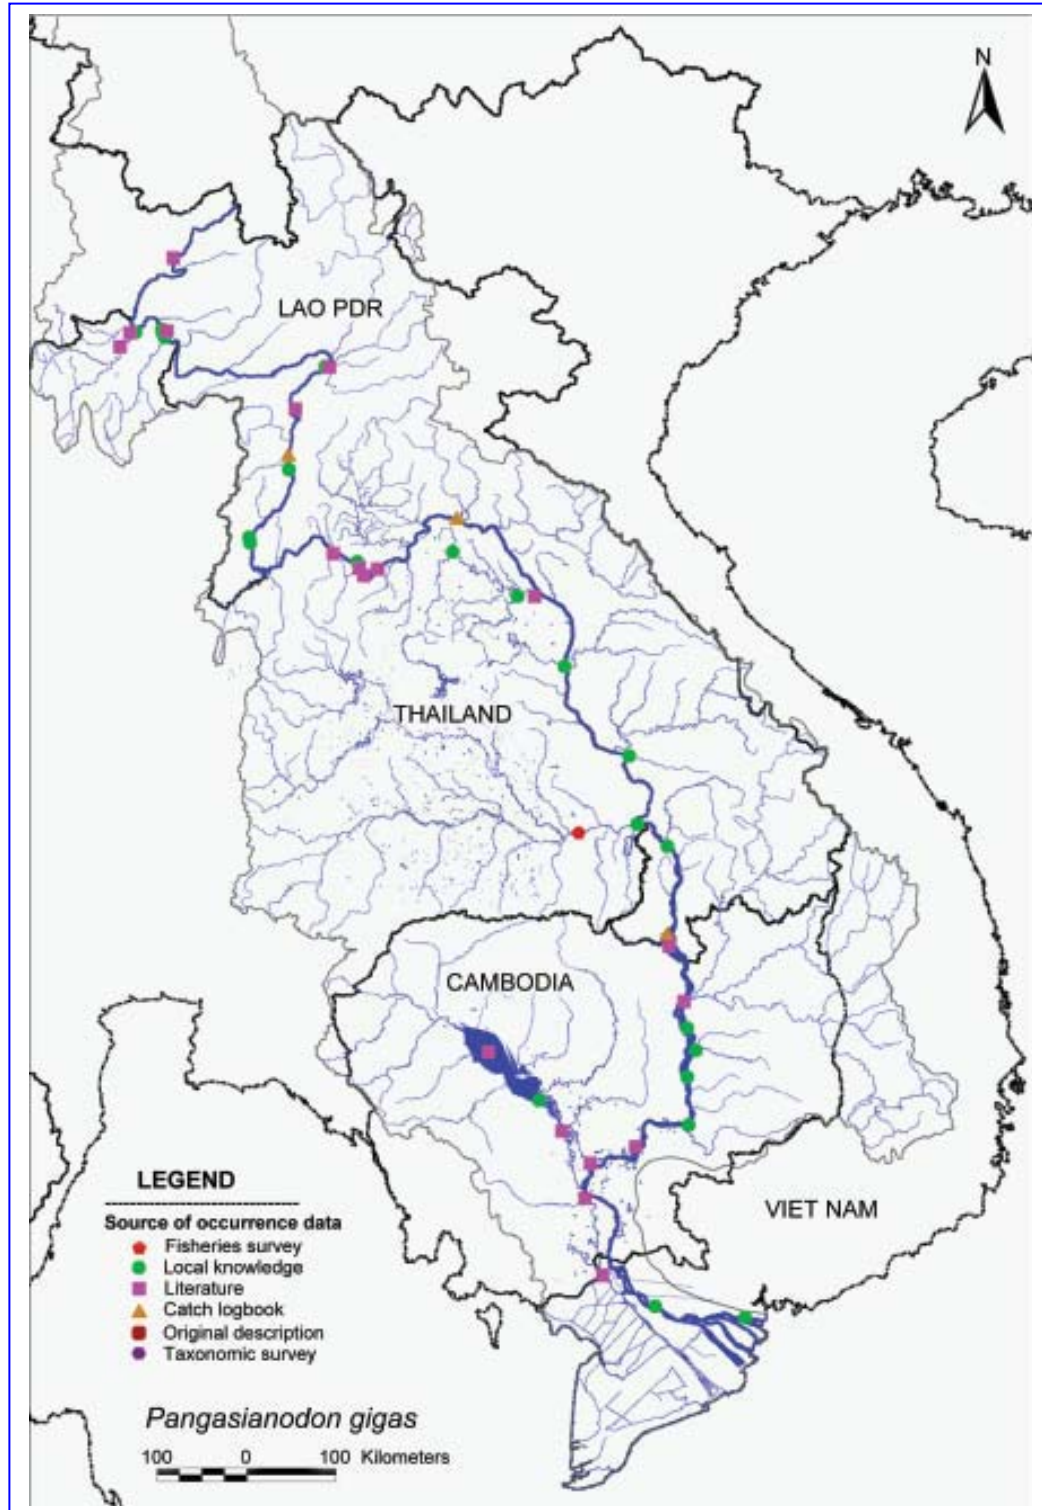 N
LAO PDR
THAILAND
CAMBODIA
VIET NAM
LEGEND
Source of occurrence data
Fisheries survey
Local knowledge
Literature
Catch logbook
Original description
Taxonomic survey
Pangasianodon gigas
100 0 100 Kilometers